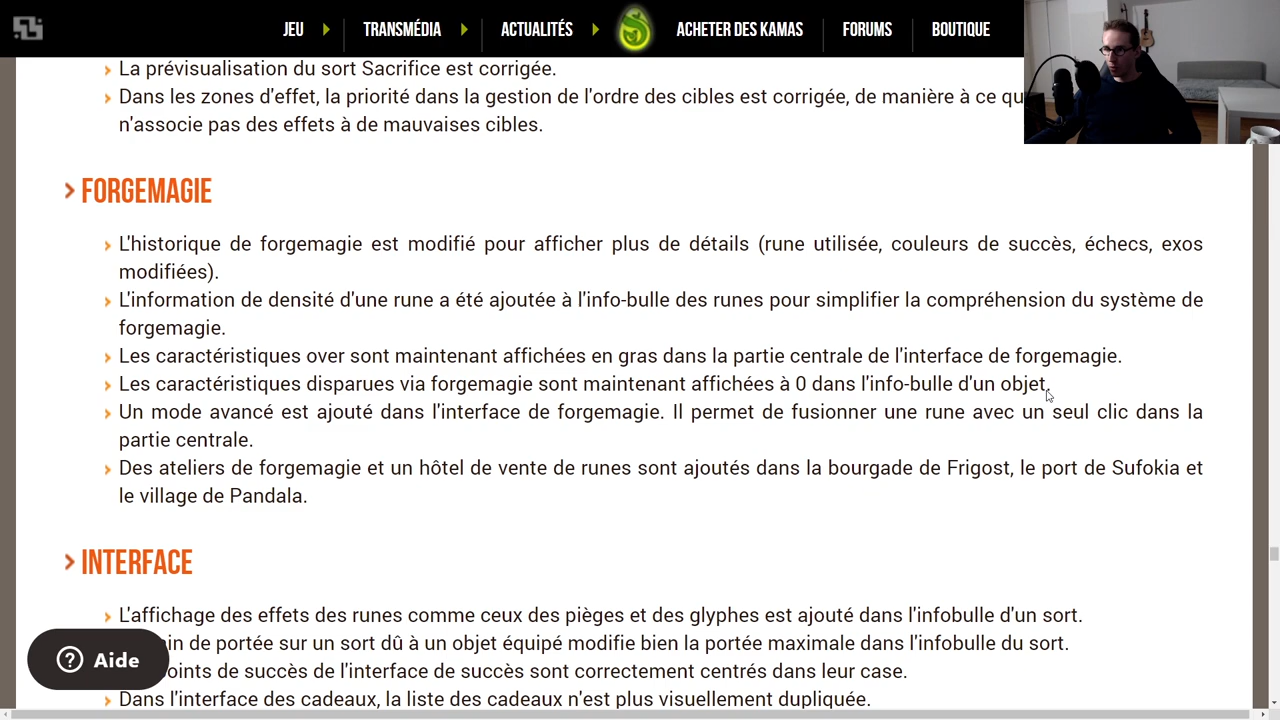 JEU TRANSMÉDIA ACTUALITÉS ACHETER DES KAMAS FORUMS BOUTIQUE
La prévisualisation du sort Sacrifice est corrigée.
Dans les zones d'effet, la priorité dans la gestion de l'ordre des cibles est corrigée, de manière à ce
n'associe pas des effets à de mauvaises cibles.
FORGEMAGIE
L'historique de forgemagie est modifié pour afficher plus de détails (rune utilisée, couleurs de succès, échecs, exos
modifiées).
L'information de densité d'une rune a été ajoutée à l'info-bulle des runes pour simplifier la compréhension du système de
forgemagie.
Les caractéristiques over sont maintenant affichées en gras dans la partie centrale de l'interface de forgemagie.
Les caractéristiques disparues via forgemagie sont maintenant affichées à 0 dans l'info-bulle d'un objet.
Un mode avancé est ajouté dans l'interface de forgemagie. Il permet de fusionner une rune avec un seul clic dans la
partie centrale.
Des ateliers de forgemagie et un hôtel de vente de runes sont ajoutés dans la bourgade de Frigost, le port de Sufokia et
le village de Pandala.
INTERFACE
L'affichage des effets des runes comme ceux des pièges et des glyphes est ajouté dans l'infobulle d'un sort.
de portée sur un sort dû à un objet équipé modifie bien la portée maximale dans l'infobulle du sort.
Aide
points de succès de l'interface de succès sont correctement centrés dans leur case.
Dans l'interface des cadeaux, la liste des cadeaux n'est plus visuellement dupliquée.